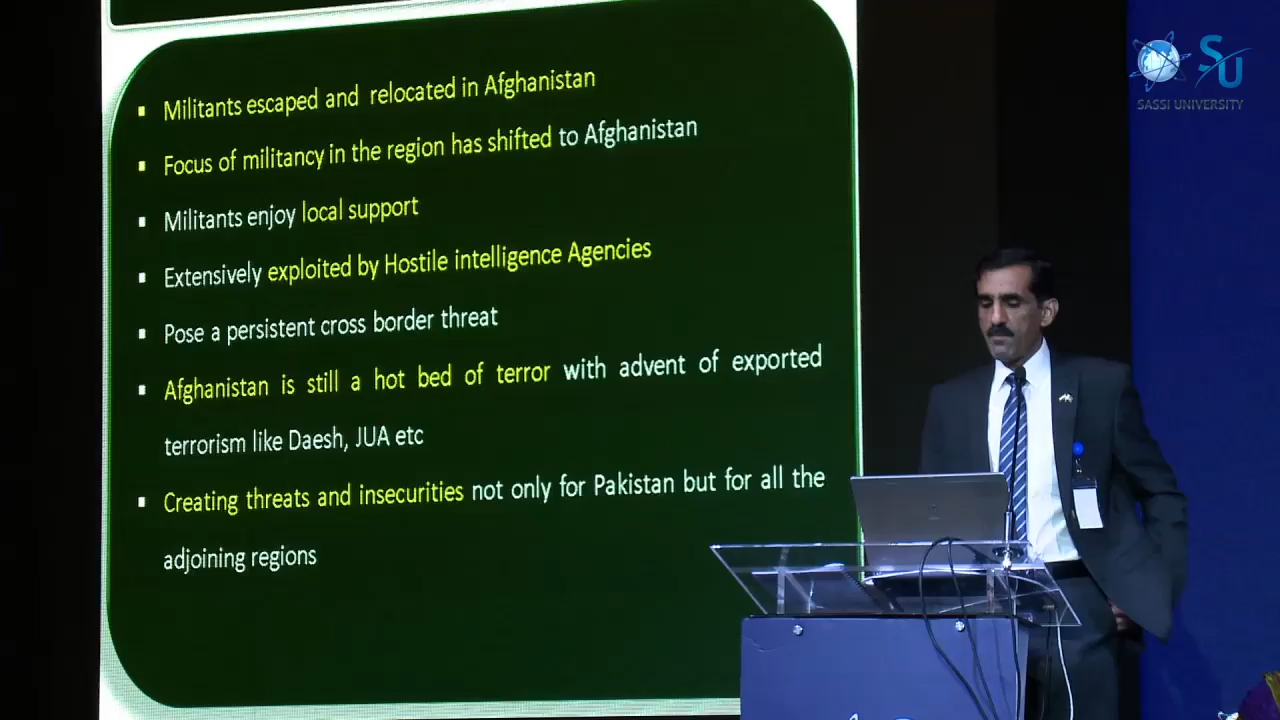 ▪ Militants escaped and relocated in Afghanistan
▪ Focus of militancy in the region has shifted to Afghanistan
▪ Militants enjoy local support
▪ Extensively exploited by Hostile intelligence Agencies
▪ Pose a persistent cross border threat
▪ Afghanistan is still a hot bed of terror with advent of exported
terrorism like Daesh, JUA etc
▪ Creating threats and insecurities not only for Pakistan but for all the
adjoining regions
SU
SASSI UNIVERSITY